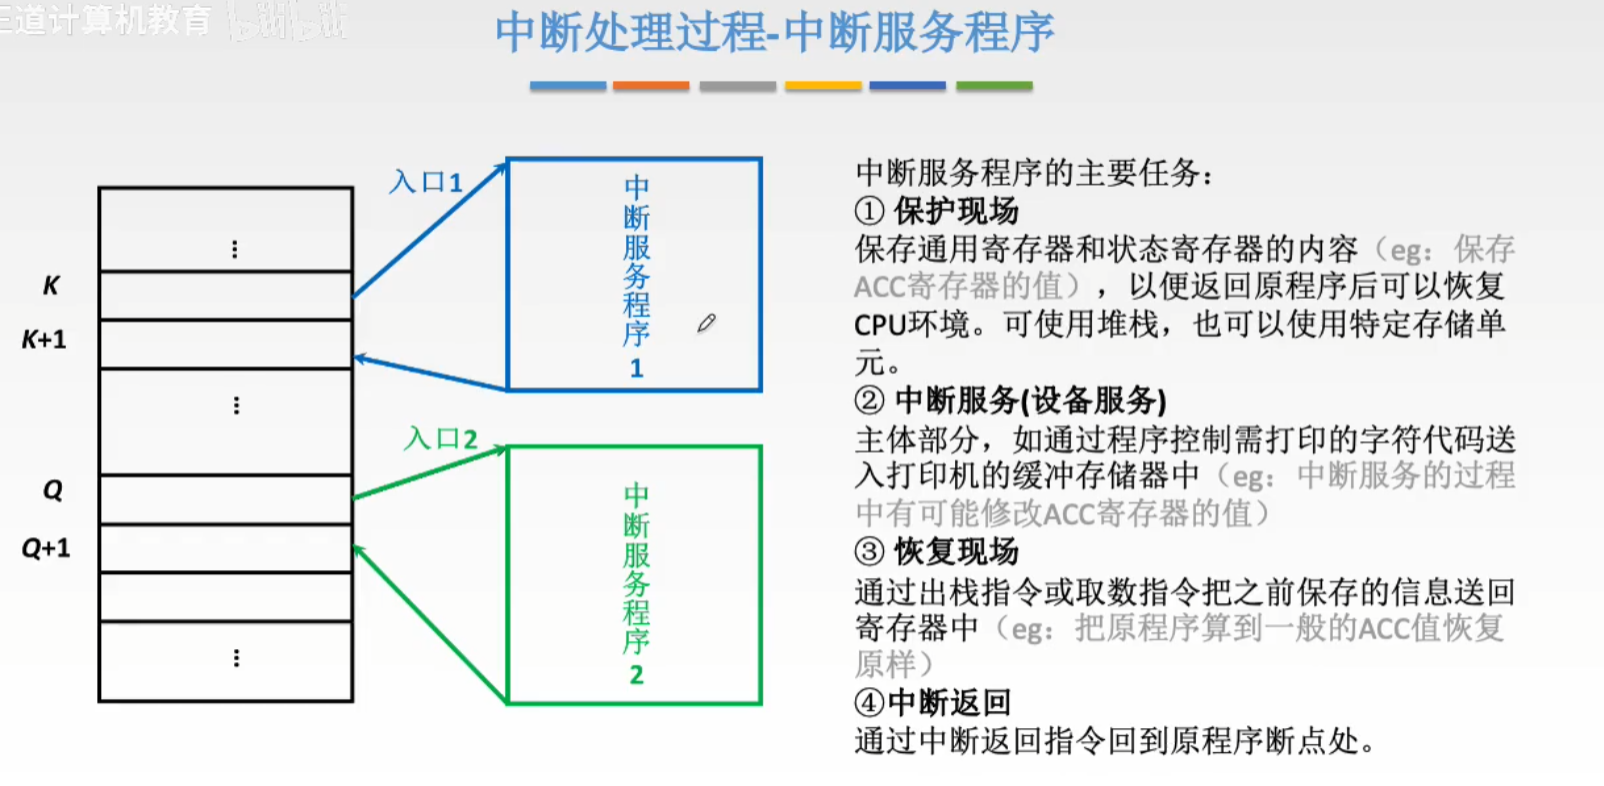 道计算机教育 bilibili
中断处理过程-中断服务程序
入口1
中断服务程序1
K
K+1
入口2
中断服务程序2
Q
Q+1
⋮
⋮
⋮
中断服务程序的主要任务：
① 保护现场
保存通用寄存器和状态寄存器的内容（eg：保存
ACC寄存器的值），以便返回原程序后可以恢复
CPU环境。可使用堆栈，也可以使用特定存储单
元。
② 中断服务(设备服务)
主体部分，如通过程序控制需打印的字符代码送
入打印机的缓冲存储器中（eg：中断服务的过程
中有可能修改ACC寄存器的值）
③ 恢复现场
通过出栈指令或取数指令把之前保存的信息送回
寄存器中（eg：把原程序算到一般的ACC值恢复
原样）
④中断返回
通过中断返回指令回到原程序断点处。